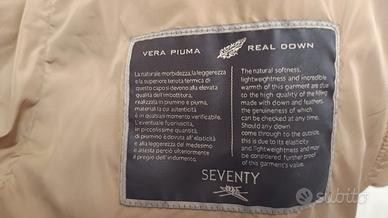 VERA PIUMA REAL DOWN
La naturale morbidezza, la leggerezza
e la superiore tenuta termica di
questo capo si devono alla elevata
qualità dell'imbottitura,
realizzata in piumino e piuma,
materiali la cui autenticità
è in qualsiasi momento verificabile.
L'eventuale fuoriuscita,
in piccolissime quantità,
di piumino è dovuta all'elasticità
e alla leggerezza del medesimo
e attesta perciò ulteriormente
il pregio dell'indumento.
The natural softness,
lightweightness and incredible
warmth of this garment are due
to the high quality of the filling
made with down and feathers,
the genuineness of which
can be checked at any time.
Should any down
come through to the outside,
this is due to its elasticity
and lightweightness and may
be considered further proof
of this garment's value.
SEVENTY
subito